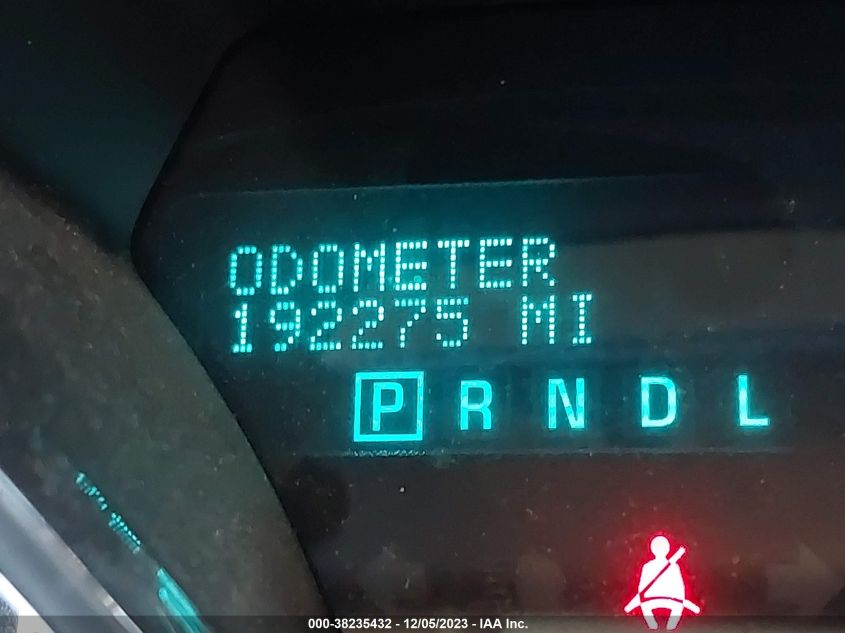 ODOMETER
192275 MI
P R N D L
000-38235432 - 12/05/2023 - IAA Inc.